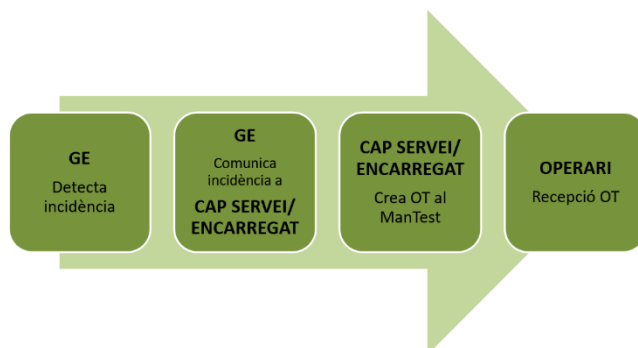 GE
Detecta
incidència
GE
Comunica
incidència a
CAP SERVEI/
ENCARREGAT
CAP SERVEI/
ENCARREGAT
Crea OT al
ManTest
OPERARI
Recepció OT